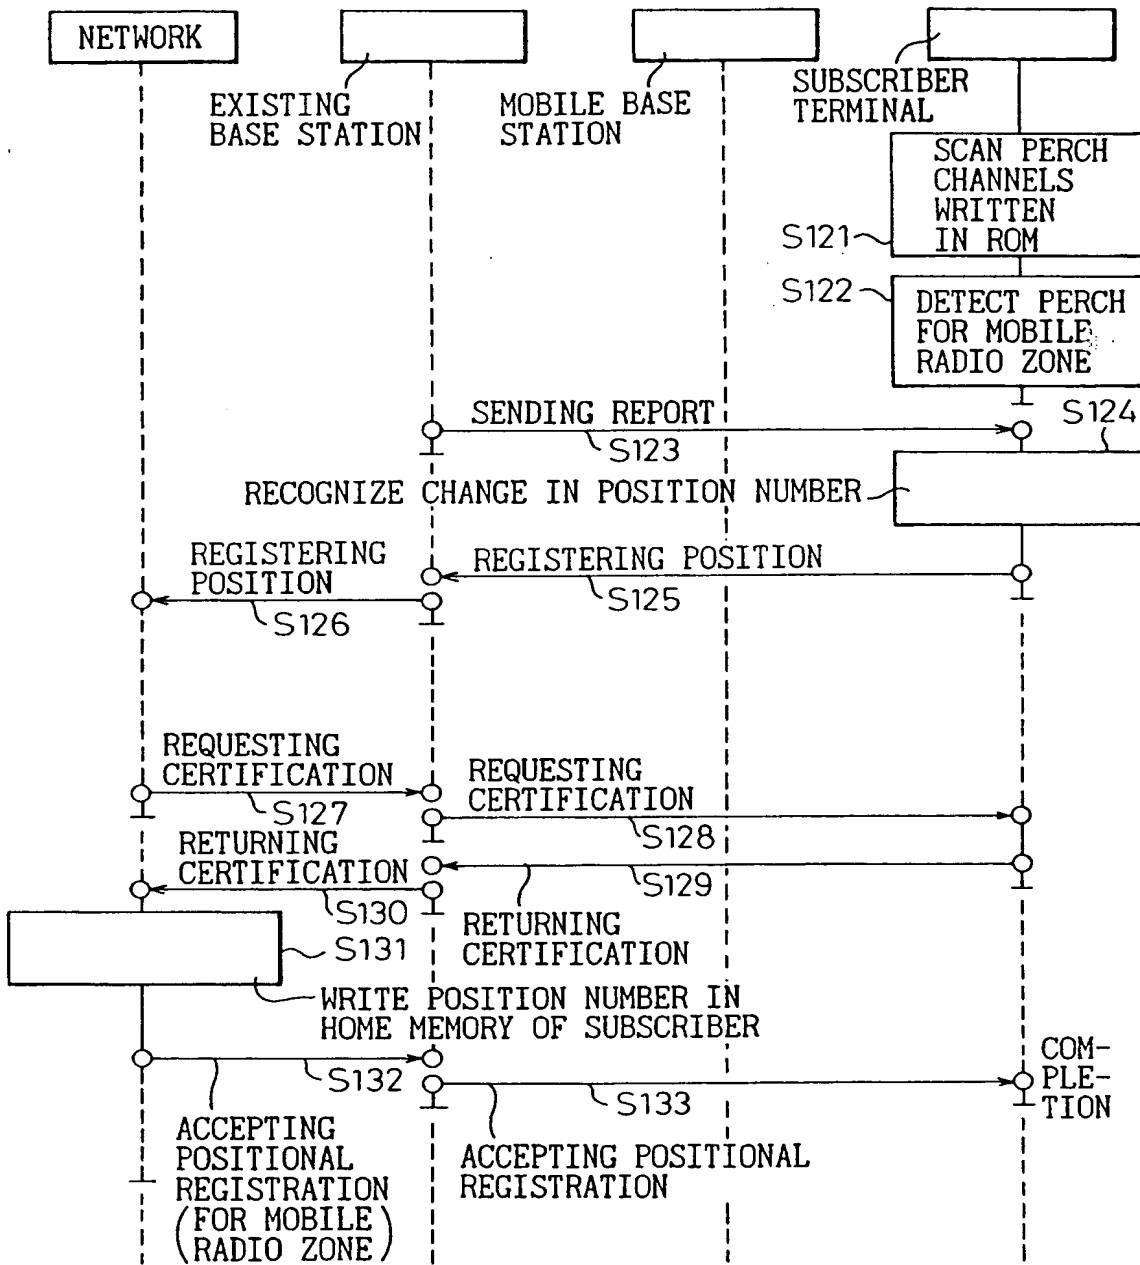 NETWORK
EXISTING
BASE STATION
MOBILE BASE
STATION
SUBSCRIBER
TERMINAL
SCAN PERCH
CHANNELS
WRITTEN
IN ROM
S121
S122
DETECT PERCH
FOR MOBILE
RADIO ZONE
SENDING REPORT
S123
S124
RECOGNIZE CHANGE IN POSITION NUMBER
REGISTERING
POSITION
REGISTERING POSITION
S125
S126
REQUESTING
CERTIFICATION
S127
REQUESTING
CERTIFICATION
S128
RETURNING
CERTIFICATION
S129
S130
RETURNING
CERTIFICATION
S131
WRITE POSITION NUMBER IN
HOME MEMORY OF SUBSCRIBER
S132
S133
COM-
PLE-
TION
ACCEPTING
POSITIONAL
REGISTRATION
(FOR MOBILE
RADIO ZONE)
ACCEPTING POSITIONAL
REGISTRATION